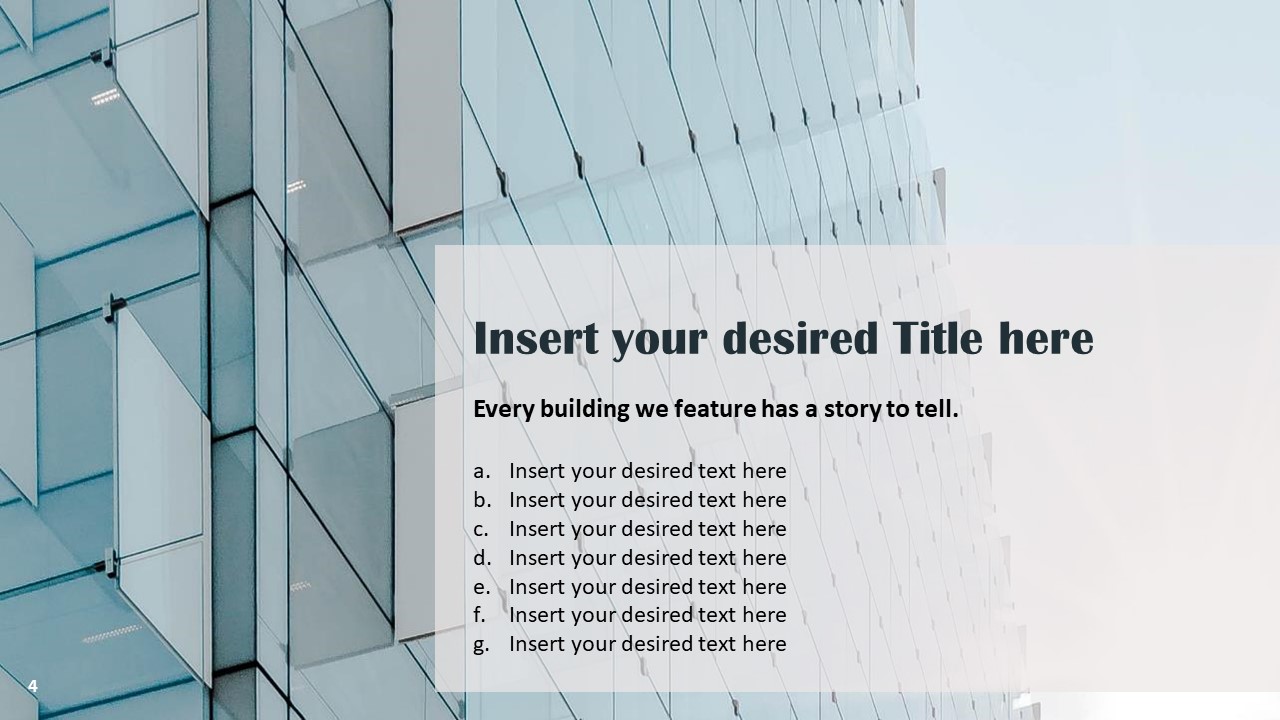 Insert your desired Title here
Every building we feature has a story to tell.
a. Insert your desired text here
b. Insert your desired text here
c. Insert your desired text here
d. Insert your desired text here
e. Insert your desired text here
f. Insert your desired text here
g. Insert your desired text here
4